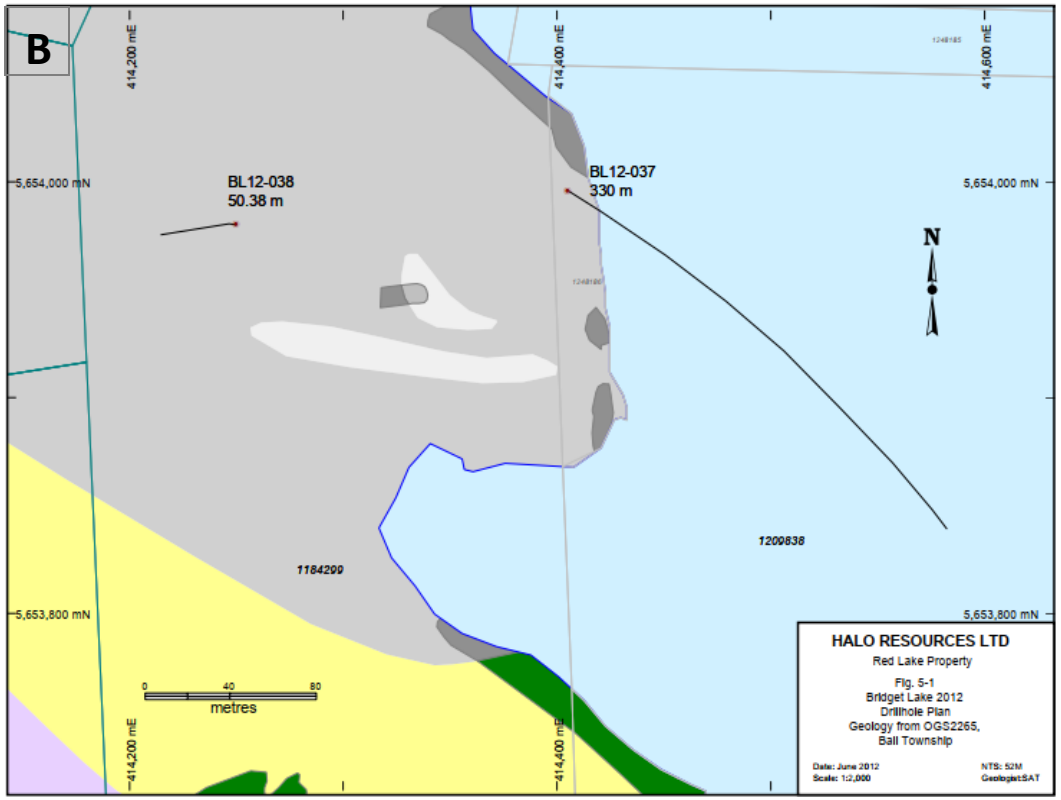 B
414,200 mE
414,400 mE
414,600 mE
1248185
5,654,000 mN
BL12-038
50.38 m
BL12-037
330 m
5,654,000 mN
N
1184299
1209838
5,653,800 mN
5,653,800 mN
0 40 80
metres
414,200 mE
414,400 mE
HALO RESOURCES LTD
Red Lake Property
Fig. 5-1
Bridget Lake 2012
Drillhole Plan
Geology from OGS2265,
Ball Township
Date: June 2012 NTS: 52M
Scale: 1:2,000 Geologist:SAT